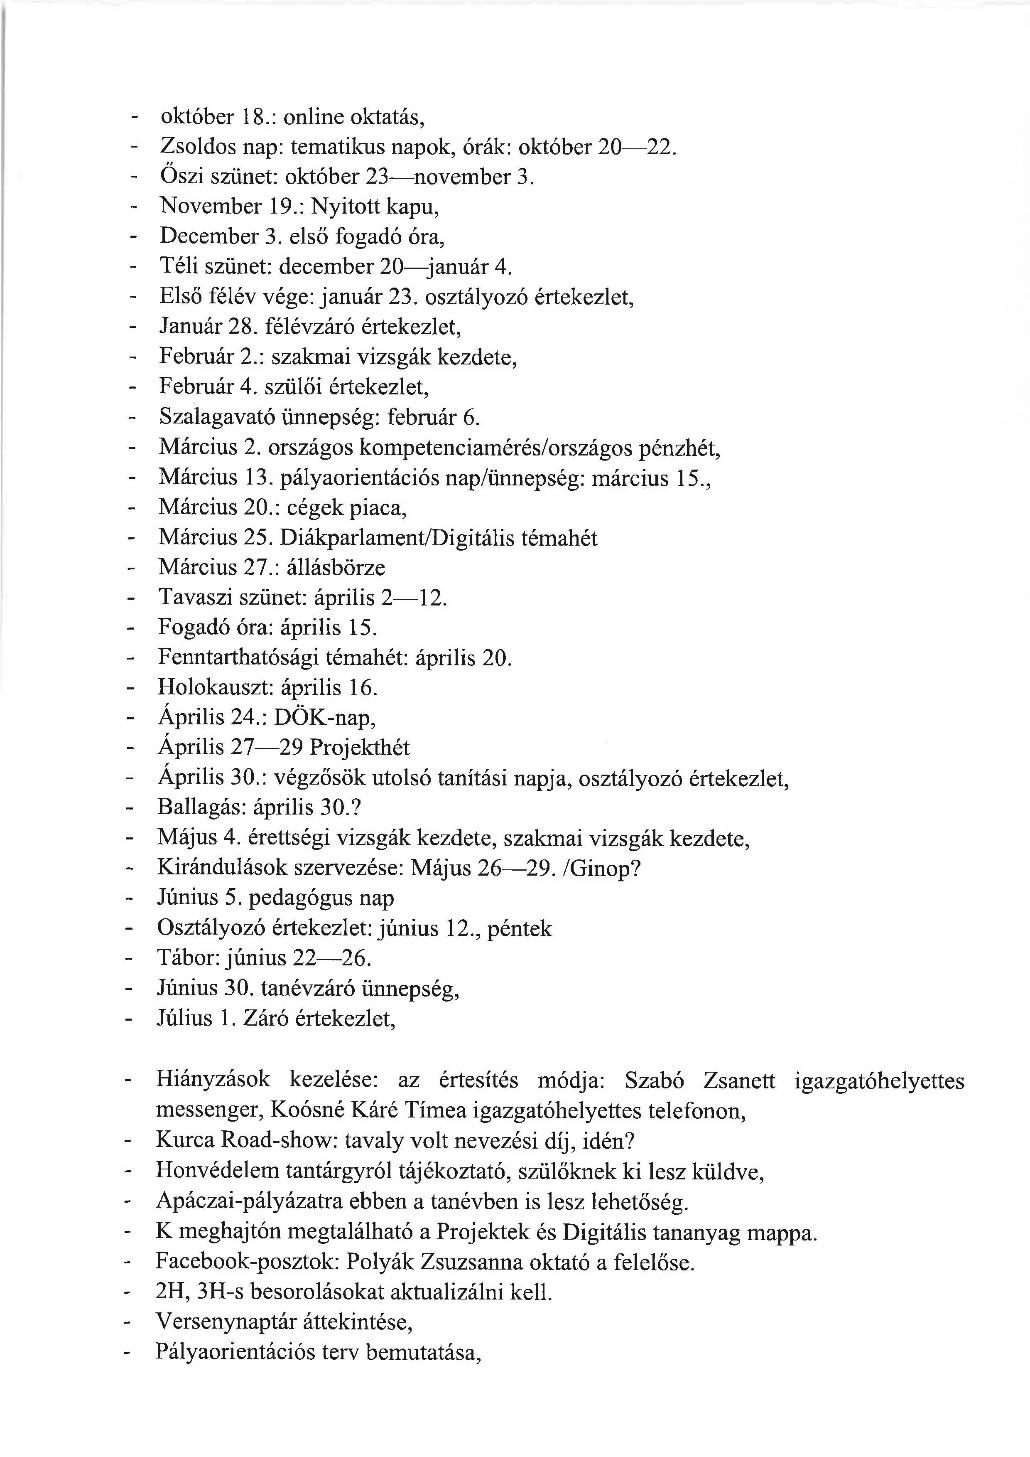 - október 18.: online oktatás,
- Zsoldos nap: tematikus napok, órák: október 20—22.
- Őszi szünet: október 23—november 3.
- November 19.: Nyitott kapu,
- December 3. első fogadó óra,
- Téli szünet: december 20—január 4.
- Első félév vége: január 23. osztályozó értekezlet,
- Január 28. félévzáró értekezlet,
- Február 2.: szakmai vizsgák kezdete,
- Február 4. szülői értekezlet,
- Szalagavató ünnepség: február 6.
- Március 2. országos kompetenciamérés/országos pénzhét,
- Március 13. pályaorientációs nap/ünnepség: március 15.,
- Március 20.: cégek piaca,
- Március 25. Diákparlament/Digitális témahét
- Március 27.: állásbörze
- Tavaszi szünet: április 2—12.
- Fogadó óra: április 15.
- Fenntarthatósági témahét: április 20.
- Holokauszt: április 16.
- Április 24.: DÖK-nap,
- Április 27—29 Projekthét
- Április 30.: végzősök utolsó tanítási napja, osztályozó értekezlet,
- Ballagás: április 30.?
- Május 4. érettségi vizsgák kezdete, szakmai vizsgák kezdete,
- Kirándulások szervezése: Május 26—29. /Ginop?
- Június 5. pedagógus nap
- Osztályozó értekezlet: június 12., péntek
- Tábor: június 22—26.
- Június 30. tanévzáró ünnepség,
- Július 1. Záró értekezlet,
- Hiányzások kezelése: az értesítés módja: Szabó Zsanett igazgatóhelyettes
messenger, Koósné Káré Tímea igazgatóhelyettes telefonon,
- Kurca Road-show: tavaly volt nevezési díj, idén?
- Honvédelem tantárgyról tájékoztató, szülőknek ki lesz küldve,
- Apáczai-pályázatra ebben a tanévben is lesz lehetőség.
- K meghajtón megtalálható a Projektek és Digitális tananyag mappa.
- Facebook-posztok: Polyák Zsuzsanna oktató a felelőse.
- 2H, 3H-s besorolásokat aktualizálni kell.
- Versenynaptár áttekintése,
- Pályaorientációs terv bemutatása,